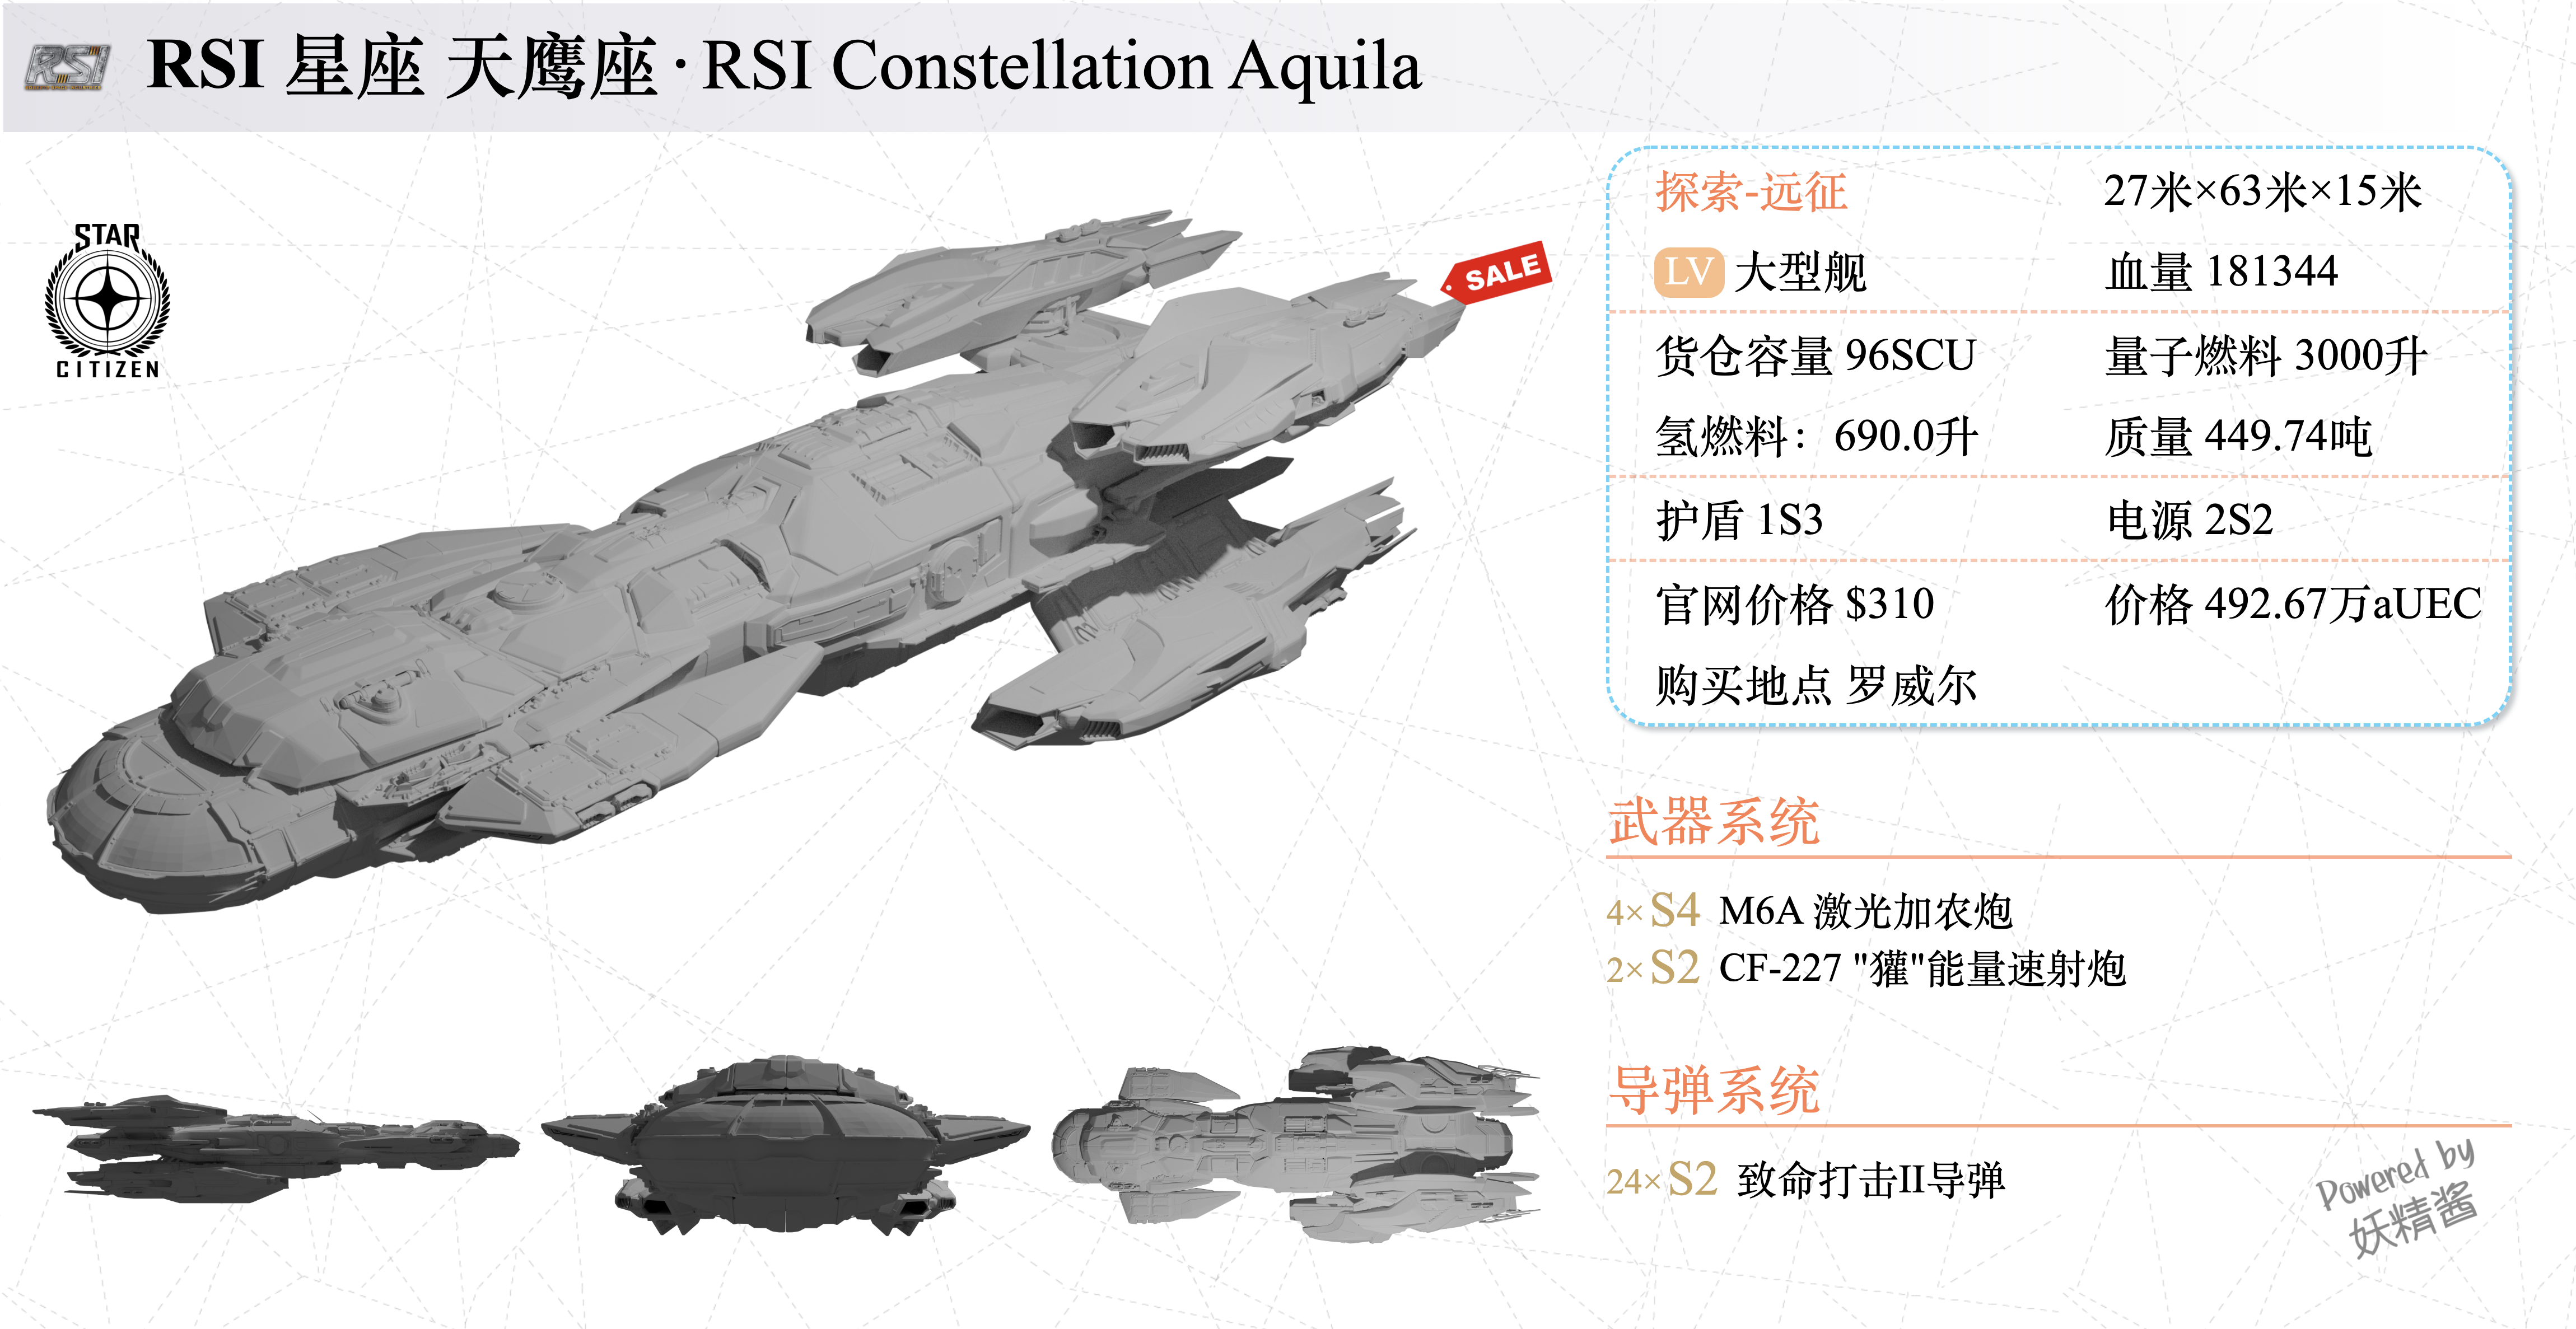 RSI
RSI 星座 天鹰座·RSI Constellation Aquila
STAR
CITIZEN
SALE
探索-远征 27米×63米×15米
LV 大型舰 血量 181344
货仓容量 96SCU 量子燃料 3000升
氢燃料：690.0升 质量 449.74吨
护盾 1S3 电源 2S2
官网价格 $310 价格 492.67万aUEC
购买地点 罗威尔
武器系统
4× S4 M6A 激光加农炮
2× S2 CF-227 "獾"能量速射炮
导弹系统
24× S2 致命打击II导弹
Powered by
妖精酱